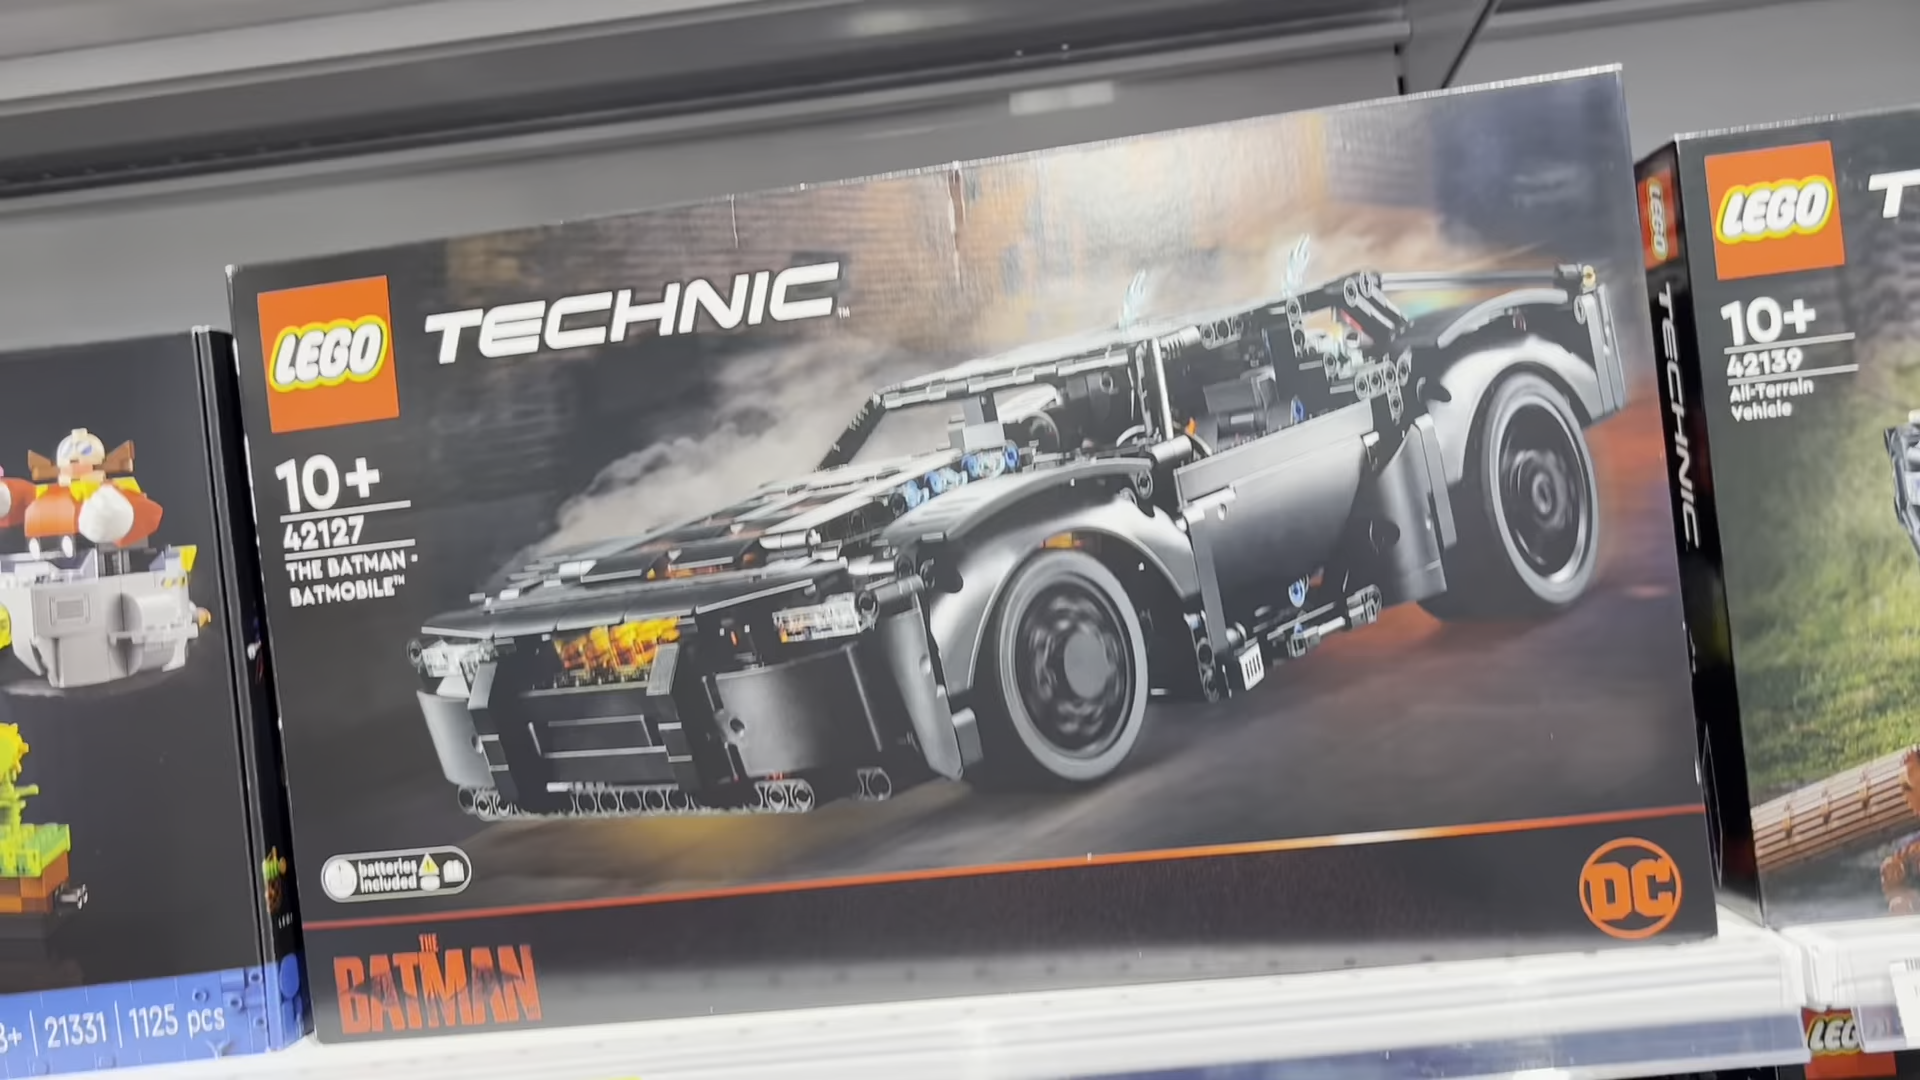 LEGO
TECHNIC™
10+
42127
THE BATMAN -
BATMOBILE™
batteries
included
THE
BATMAN
DC
21331 | 1125 pcs
LEGO
TECHNIC
LEGO
10+
42139
All-Terrain
Vehicle
LEGO